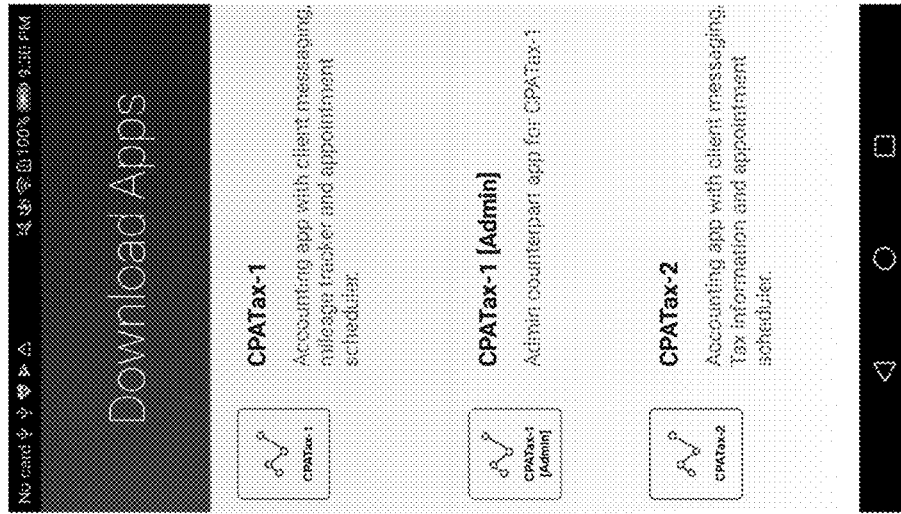 No card 100% 9:38 PM
Download Apps
CPATax-1
CPATax-1
Accounting app with client messaging,
mileage tracker and appointment
scheduler.
CPATax-1
[Admin]
CPATax-1 [Admin]
Admin counterpart app for CPATax-1
CPATax-2
CPATax-2
Accounting app with client messaging,
Tax information and appointment
scheduler.